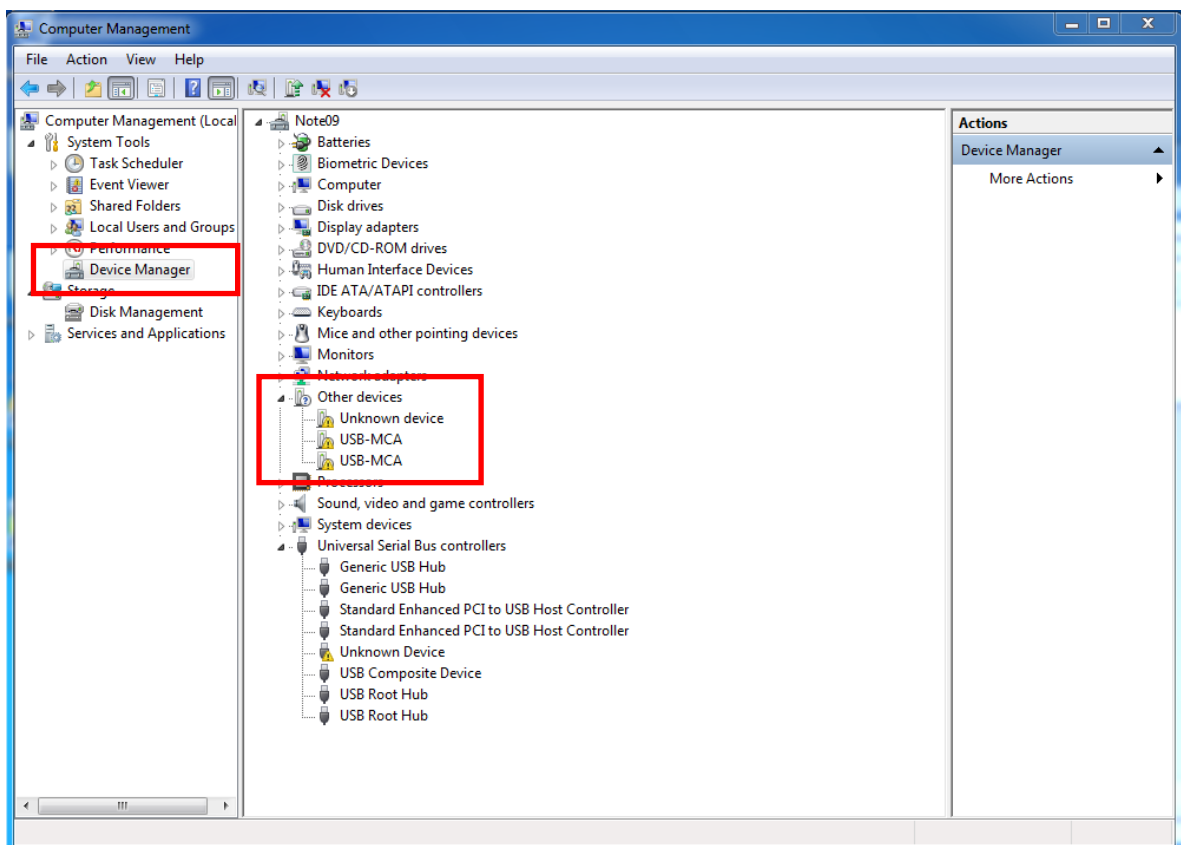 Computer Management
File Action View Help
Computer Management (Local
System Tools
Task Scheduler
Event Viewer
Shared Folders
Local Users and Groups
Performance
Device Manager
Storage
Disk Management
Services and Applications
Note09
Batteries
Biometric Devices
Computer
Disk drives
Display adapters
DVD/CD-ROM drives
Human Interface Devices
IDE ATA/ATAPI controllers
Keyboards
Mice and other pointing devices
Monitors
Network adapters
Other devices
Unknown device
USB-MCA
USB-MCA
Processors
Sound, video and game controllers
System devices
Universal Serial Bus controllers
Generic USB Hub
Generic USB Hub
Standard Enhanced PCI to USB Host Controller
Standard Enhanced PCI to USB Host Controller
Unknown Device
USB Composite Device
USB Root Hub
USB Root Hub
Actions
Device Manager
More Actions